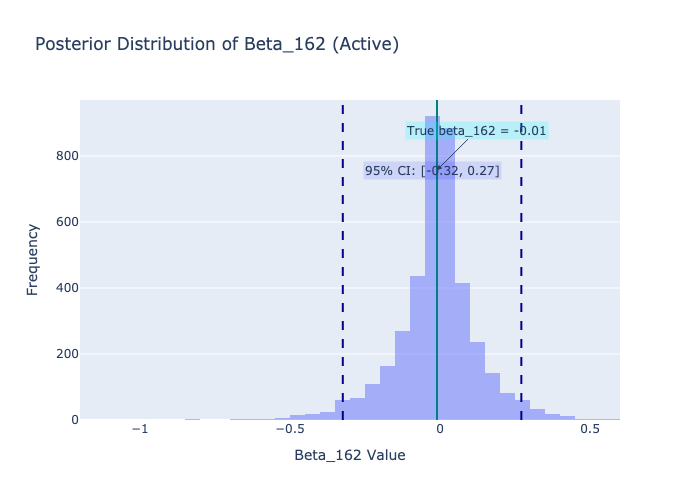 Posterior Distribution of Beta_162 (Active)
True beta_162 = -0.01
95% CI: [-0.32, 0.27]
800
600
400
200
0
Frequency
−1
−0.5
0
0.5
Beta_162 Value